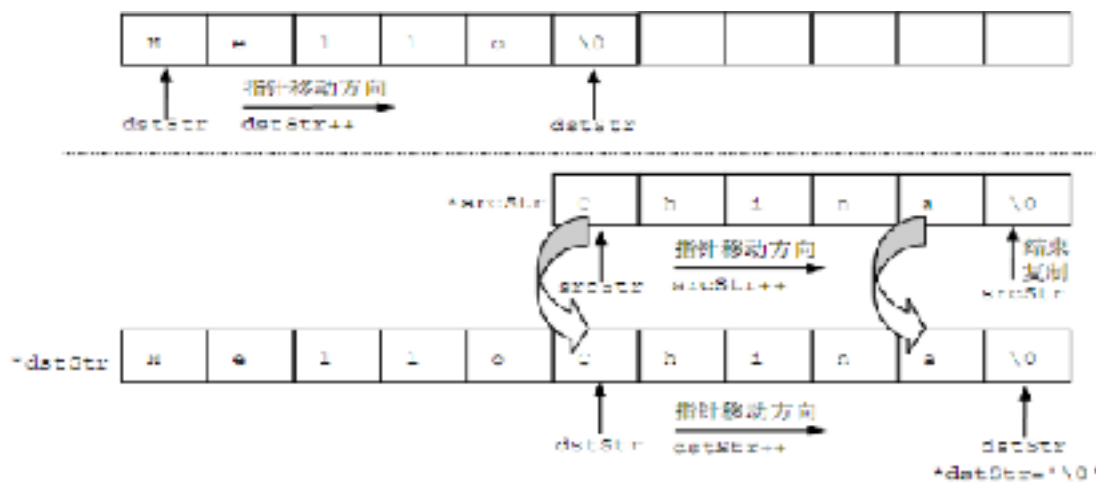 H e l l o \0
指针移动方向
dstStr dstStr++ dstStr
*srcStr C h i n a \0
指针移动方向 结束
srcStr srcStr++ 复制
srcStr
*dstStr H e l l o C h i n a \0
指针移动方向
dstStr dstStr++ dstStr
*dstStr='\0'